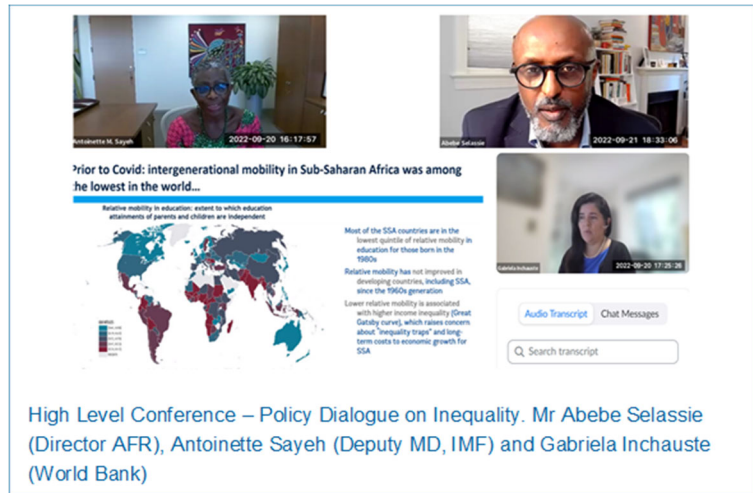 Antoinette M. Sayeh
2022-09-20 16:17:57
Abebe Selassie
2022-09-21 18:33:06
Prior to Covid: intergenerational mobility in Sub-Saharan Africa was among
the lowest in the world...
Relative mobility in education: extent to which education
attainments of parents and children are independent
Most of the SSA countries are in the
lowest quintile of relative mobility in
education for those born in the
1980s
Relative mobility has not improved in
developing countries, including SSA,
since the 1960s generation
Lower relative mobility is associated
with higher income inequality (Great
Gatsby curve), which raises concern
about "inequality traps" and long-
term costs to economic growth for
SSA
Gabriela Inchauste
2022-09-20 17:25:26
Audio Transcript
Chat Messages
Search transcript
High Level Conference – Policy Dialogue on Inequality. Mr Abebe Selassie
(Director AFR), Antoinette Sayeh (Deputy MD, IMF) and Gabriela Inchauste
(World Bank)